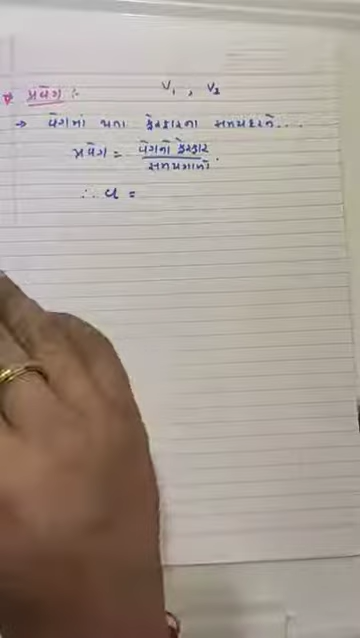 → પ્રવેગ :- V₁ , V₂
→ વેગમાં થતા ફેરફારના સમયદરને ....
પ્રવેગ = વેગનો ફેરફાર / સમયગાળો .
∴ a =